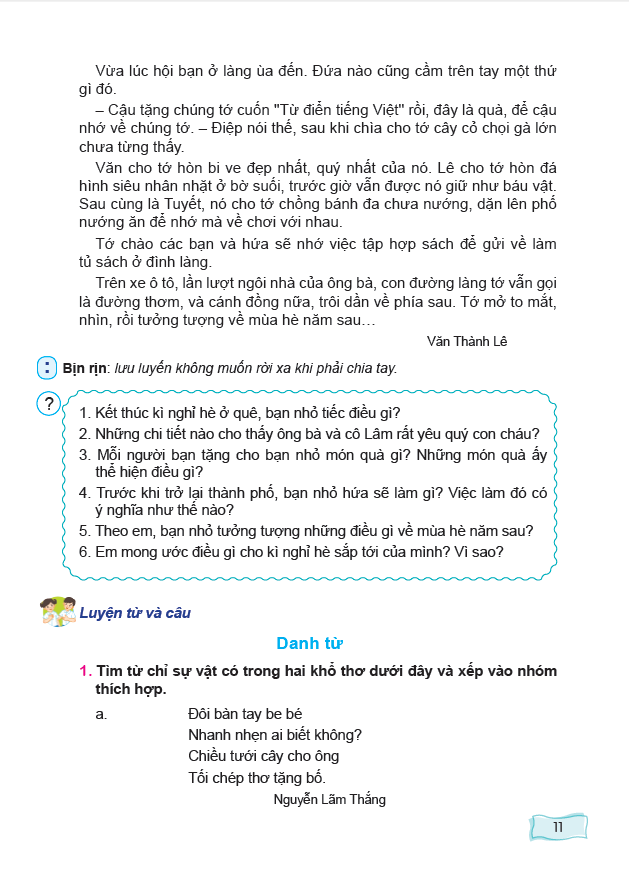 Vừa lúc hội bạn ở làng ùa đến. Đứa nào cũng cầm trên tay một thứ
gì đó.
– Cậu tặng chúng tớ cuốn "Từ điển tiếng Việt" rồi, đây là quà, để cậu
nhớ về chúng tớ. – Điệp nói thế, sau khi chìa cho tớ cây cỏ chọi gà lớn
chưa từng thấy.
Văn cho tớ hòn bi ve đẹp nhất, quý nhất của nó. Lê cho tớ hòn đá
hình siêu nhân nhặt ở bờ suối, trước giờ vẫn được nó giữ như báu vật.
Sau cùng là Tuyết, nó cho tớ chồng bánh đa chưa nướng, dặn lên phố
nướng ăn để nhớ mà về chơi với nhau.
Tớ chào các bạn và hứa sẽ nhớ việc tập hợp sách để gửi về làm
tủ sách ở đình làng.
Trên xe ô tô, lần lượt ngôi nhà của ông bà, con đường làng tớ vẫn gọi
là đường thơm, và cánh đồng nữa, trôi dần về phía sau. Tớ mở to mắt,
nhìn, rồi tưởng tượng về mùa hè năm sau…
Văn Thành Lê
: Bịn rịn: lưu luyến không muốn rời xa khi phải chia tay.
?
1. Kết thúc kì nghỉ hè ở quê, bạn nhỏ tiếc điều gì?
2. Những chi tiết nào cho thấy ông bà và cô Lâm rất yêu quý con cháu?
3. Mỗi người bạn tặng cho bạn nhỏ món quà gì? Những món quà ấy
thể hiện điều gì?
4. Trước khi trở lại thành phố, bạn nhỏ hứa sẽ làm gì? Việc làm đó có
ý nghĩa như thế nào?
5. Theo em, bạn nhỏ tưởng tượng những điều gì về mùa hè năm sau?
6. Em mong ước điều gì cho kì nghỉ hè sắp tới của mình? Vì sao?
Luyện từ và câu
Danh từ
1. Tìm từ chỉ sự vật có trong hai khổ thơ dưới đây và xếp vào nhóm
thích hợp.
a. Đôi bàn tay be bé
Nhanh nhẹn ai biết không?
Chiều tưới cây cho ông
Tối chép thơ tặng bố.
Nguyễn Lãm Thắng
11